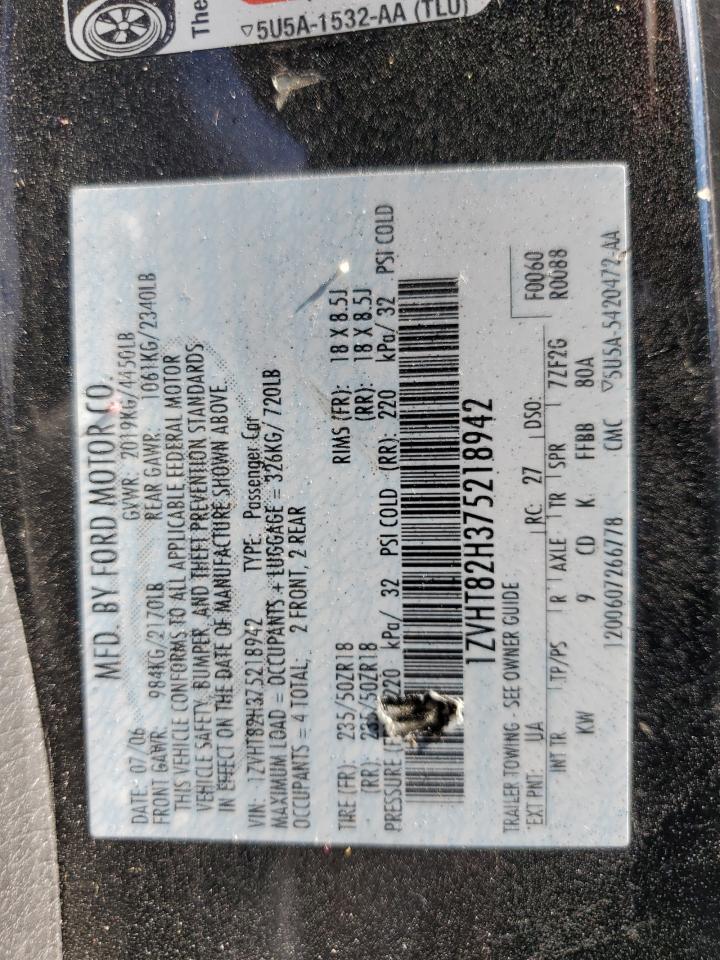 The
▽5U5A-1532-AA (TLU)
MFD. BY FORD MOTOR CO.
DATE: 07/06 GVWR: 2019KG/4450LB
FRONT GAWR: 984KG/2170LB REAR GAWR: 1061KG/2340LB
THIS VEHICLE CONFORMS TO ALL APPLICABLE FEDERAL MOTOR
VEHICLE SAFETY, BUMPER, AND THEFT PREVENTION STANDARDS
IN EFFECT ON THE DATE OF MANUFACTURE SHOWN ABOVE.
VIN: 1ZVHT82H375218942 TYPE: Passenger Car
MAXIMUM LOAD = OCCUPANTS + LUGGAGE = 326KG/ 720LB
OCCUPANTS = 4 TOTAL; 2 FRONT, 2 REAR
TIRE (FR): 235/50ZR18 RIMS (FR): 18 X 8.5J
(RR): 235/50ZR18 (RR): 18 X 8.5J
PRESSURE 220 kPa/ 32 PSI COLD (RR): 220 kPa/ 32 PSI COLD
1ZVHT82H375218942
TRAILER TOWING - SEE OWNER GUIDE
EXT PNT: UA RC: 27 DSO: F0060
R0088
INT TR TP/PS R AXLE TR SPR 7ZF2G
KW 9 CD K FFBB 80A
1200607266778 CMC ▽5U5A-5420472-AA